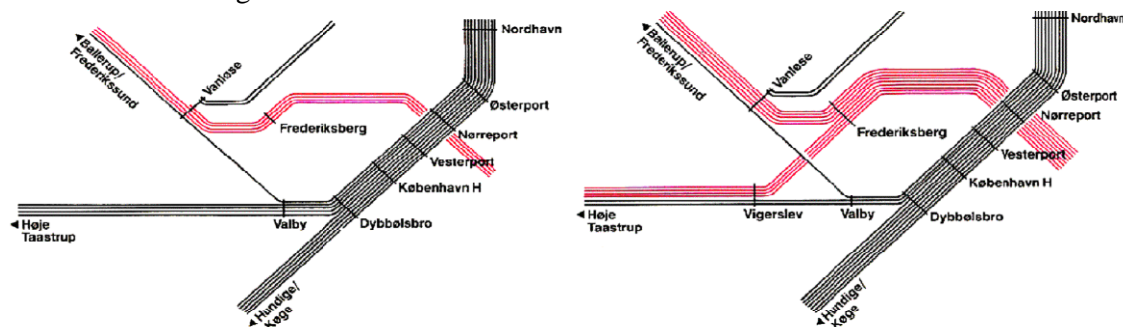 Nordhavn
Ballerup/
Frederikssund
Vanløse
Østerport
Frederiksberg
Nørreport
Vesterport
København H
Valby
Dybbølsbro
Høje
Taastrup
Hundige/
Køge
Nordhavn
Ballerup/
Frederikssund
Vanløse
Østerport
Nørreport
Frederiksberg
Vesterport
København H
Vigerslev
Valby
Dybbølsbro
Høje
Taastrup
Hundige/
Køge